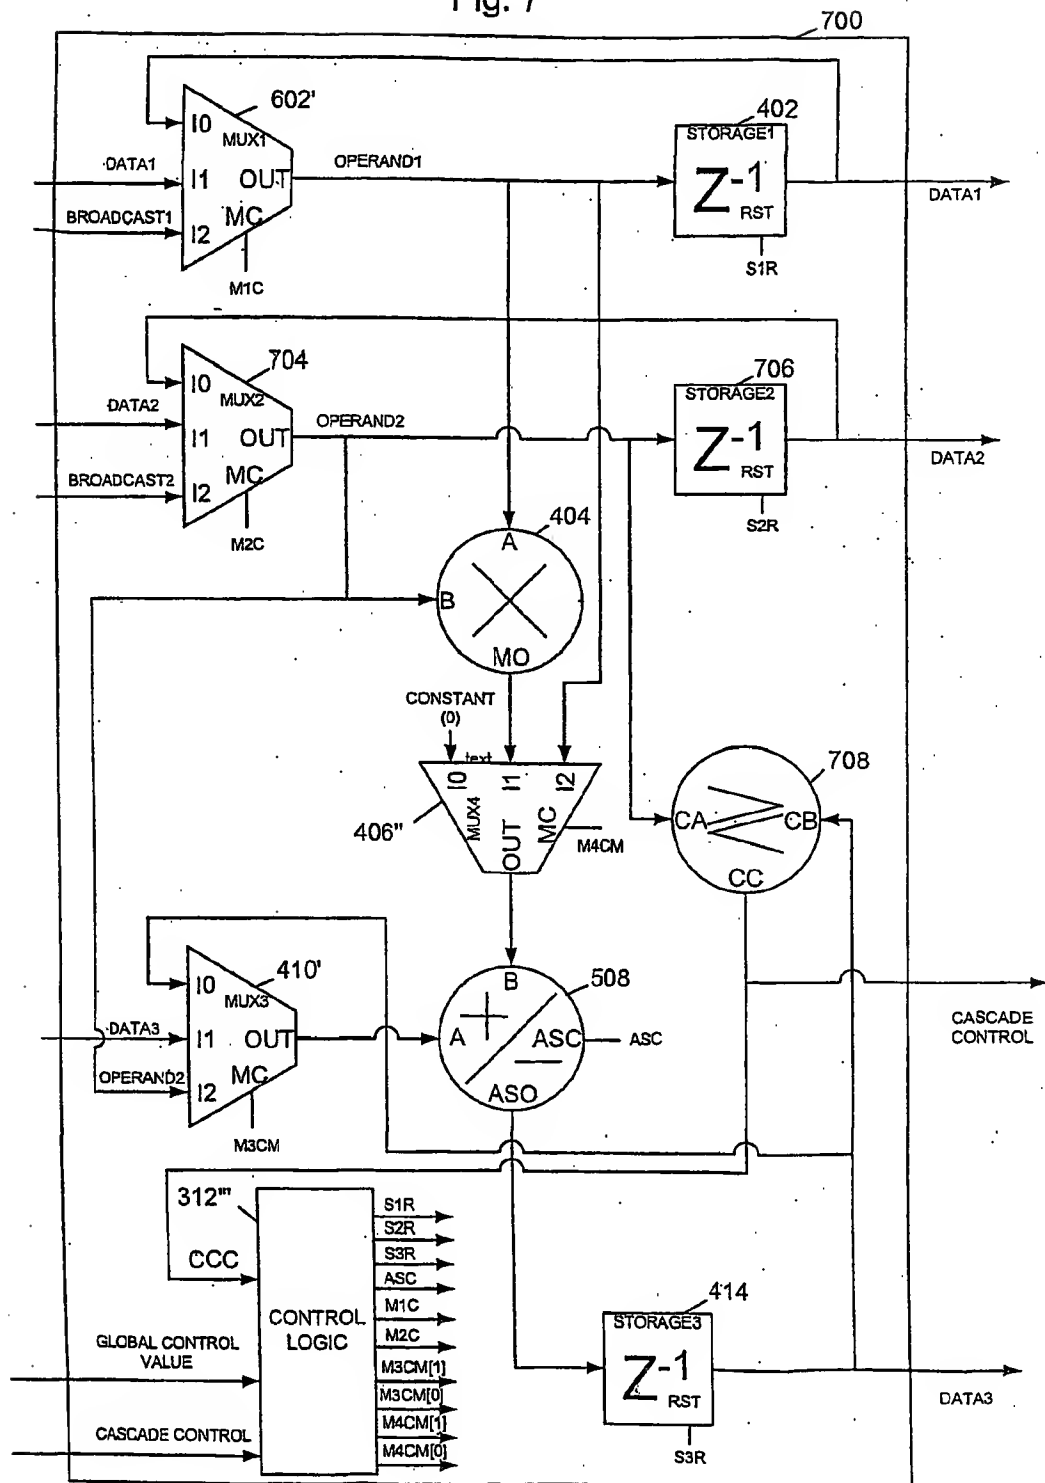 Fig. 7
700
602'
I0
MUX1
DATA1
I1 OUT
OPERAND1
BROADCAST1
MC
I2
M1C
402
STORAGE1
Z-1
RST
S1R
DATA1
704
I0
MUX2
DATA2
I1 OUT
OPERAND2
BROADCAST2
MC
I2
M2C
706
STORAGE2
Z-1
RST
S2R
DATA2
404
A
B
MO
CONSTANT
(0)
text
I0 I1 I2
MUX4
OUT
MC
406"
M4CM
708
CA CB
CC
410'
I0
MUX3
DATA3
I1 OUT
OPERAND2
MC
I2
M3CM
508
B
A
ASC
ASO
ASC
CASCADE
CONTROL
312'''
CCC
CONTROL
LOGIC
GLOBAL CONTROL
VALUE
CASCADE CONTROL
S1R
S2R
S3R
ASC
M1C
M2C
M3CM[1]
M3CM[0]
M4CM[1]
M4CM[0]
414
STORAGE3
Z-1
RST
S3R
DATA3